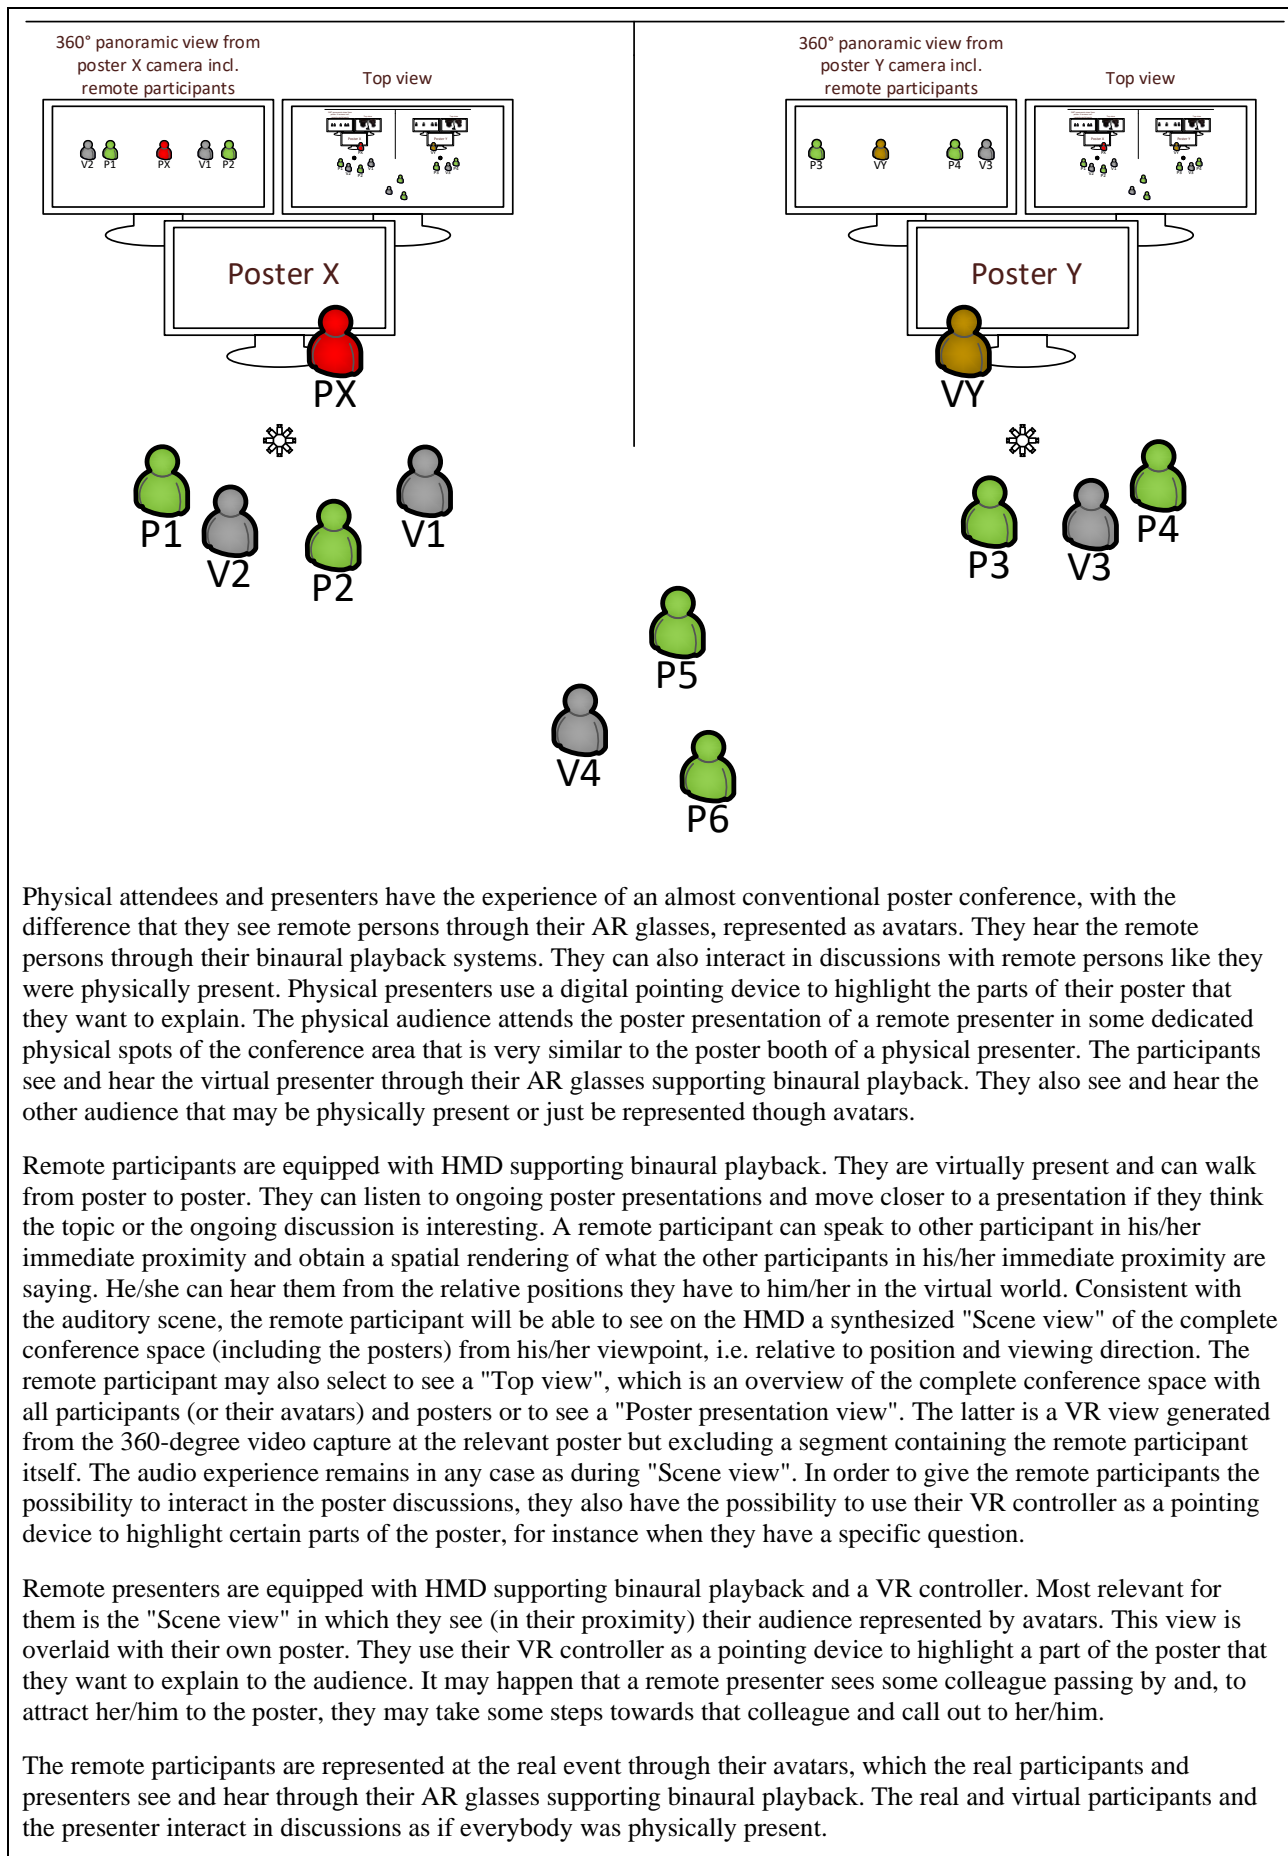 360° panoramic view from
poster X camera incl.
remote participants
Top view
V2 P1 PX V1 P2
Poster X
PX
P1
V2
P2
V1
360° panoramic view from
poster Y camera incl.
remote participants
Top view
P3 VY P4 V3
Poster Y
VY
P3
V3
P4
P5
V4
P6
Physical attendees and presenters have the experience of an almost conventional poster conference, with the
difference that they see remote persons through their AR glasses, represented as avatars. They hear the remote
persons through their binaural playback systems. They can also interact in discussions with remote persons like they
were physically present. Physical presenters use a digital pointing device to highlight the parts of their poster that
they want to explain. The physical audience attends the poster presentation of a remote presenter in some dedicated
physical spots of the conference area that is very similar to the poster booth of a physical presenter. The participants
see and hear the virtual presenter through their AR glasses supporting binaural playback. They also see and hear the
other audience that may be physically present or just be represented though avatars.
Remote participants are equipped with HMD supporting binaural playback. They are virtually present and can walk
from poster to poster. They can listen to ongoing poster presentations and move closer to a presentation if they think
the topic or the ongoing discussion is interesting. A remote participant can speak to other participant in his/her
immediate proximity and obtain a spatial rendering of what the other participants in his/her immediate proximity are
saying. He/she can hear them from the relative positions they have to him/her in the virtual world. Consistent with
the auditory scene, the remote participant will be able to see on the HMD a synthesized "Scene view" of the complete
conference space (including the posters) from his/her viewpoint, i.e. relative to position and viewing direction. The
remote participant may also select to see a "Top view", which is an overview of the complete conference space with
all participants (or their avatars) and posters or to see a "Poster presentation view". The latter is a VR view generated
from the 360-degree video capture at the relevant poster but excluding a segment containing the remote participant
itself. The audio experience remains in any case as during "Scene view". In order to give the remote participants the
possibility to interact in the poster discussions, they also have the possibility to use their VR controller as a pointing
device to highlight certain parts of the poster, for instance when they have a specific question.
Remote presenters are equipped with HMD supporting binaural playback and a VR controller. Most relevant for
them is the "Scene view" in which they see (in their proximity) their audience represented by avatars. This view is
overlaid with their own poster. They use their VR controller as a pointing device to highlight a part of the poster that
they want to explain to the audience. It may happen that a remote presenter sees some colleague passing by and, to
attract her/him to the poster, they may take some steps towards that colleague and call out to her/him.
The remote participants are represented at the real event through their avatars, which the real participants and
presenters see and hear through their AR glasses supporting binaural playback. The real and virtual participants and
the presenter interact in discussions as if everybody was physically present.